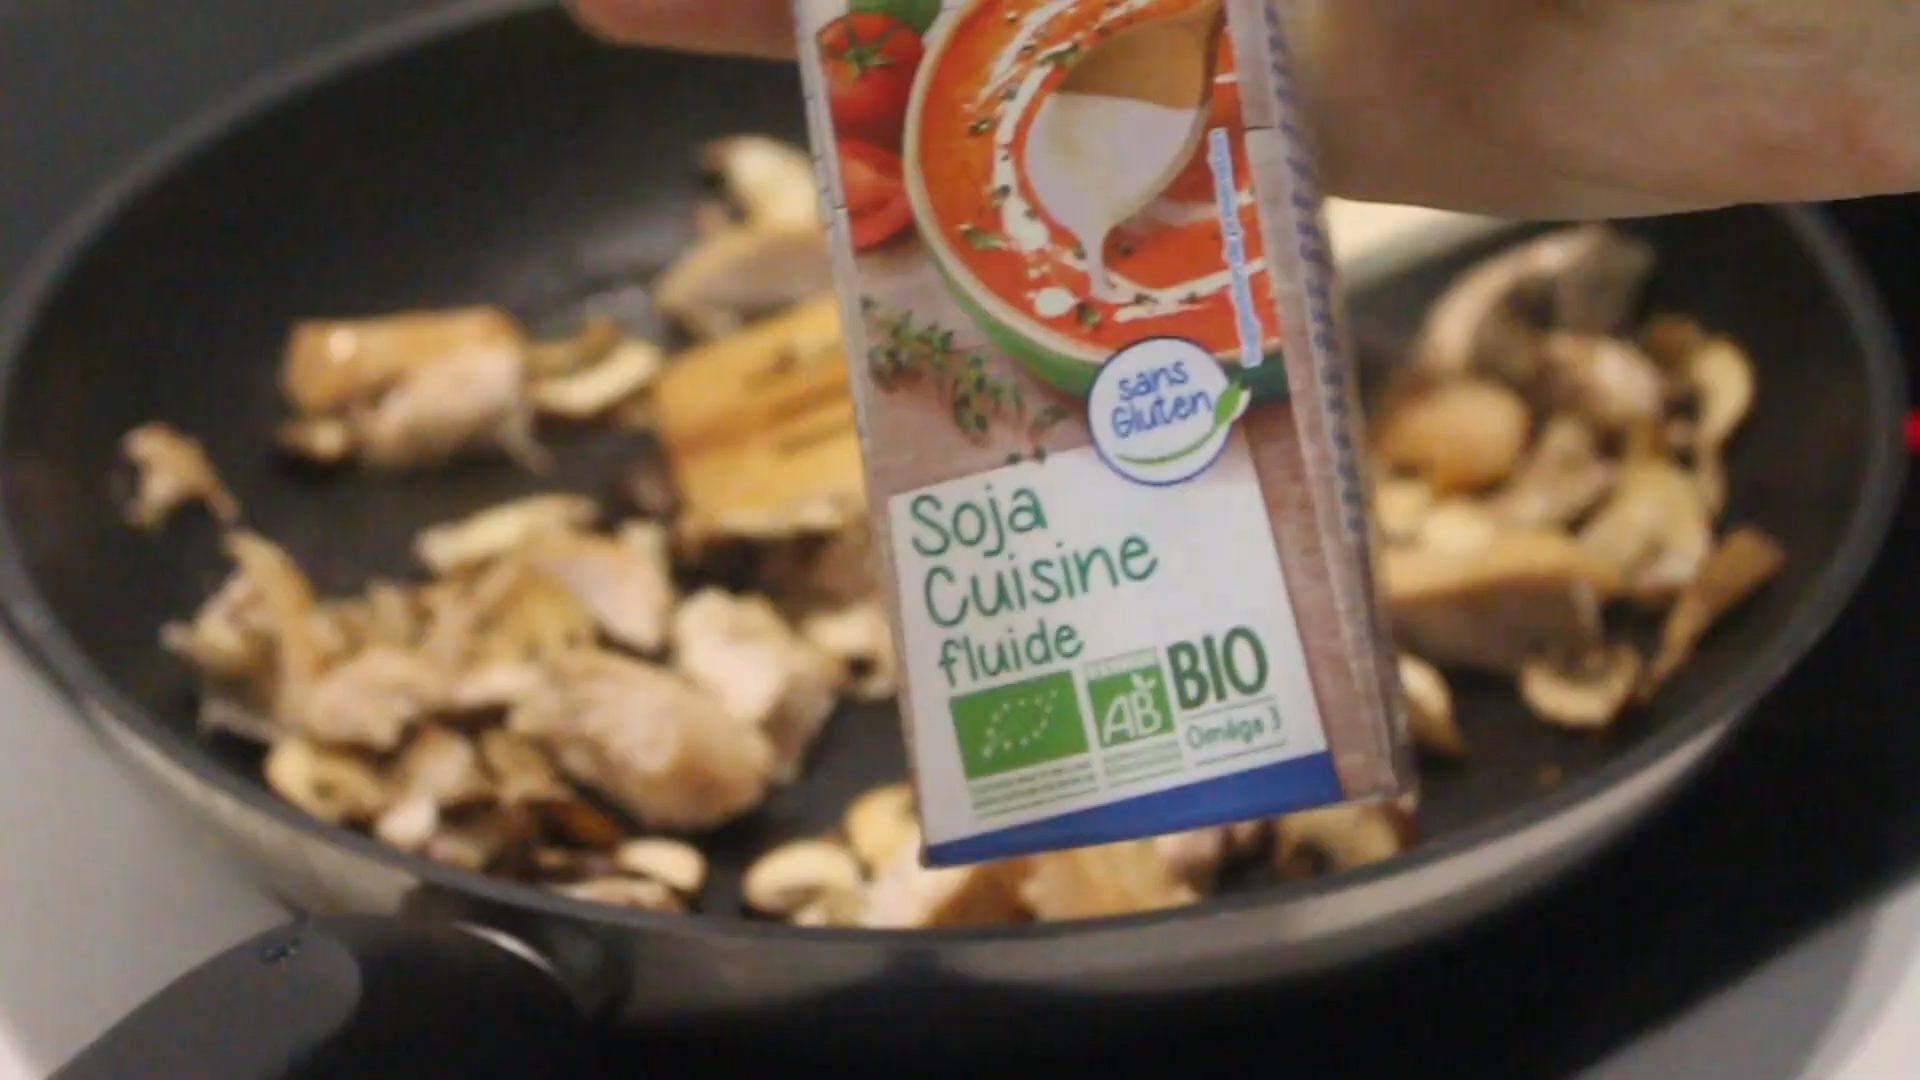 sans
Gluten
Soja
Cuisine
fluide
AB
BIO
Oméga 3